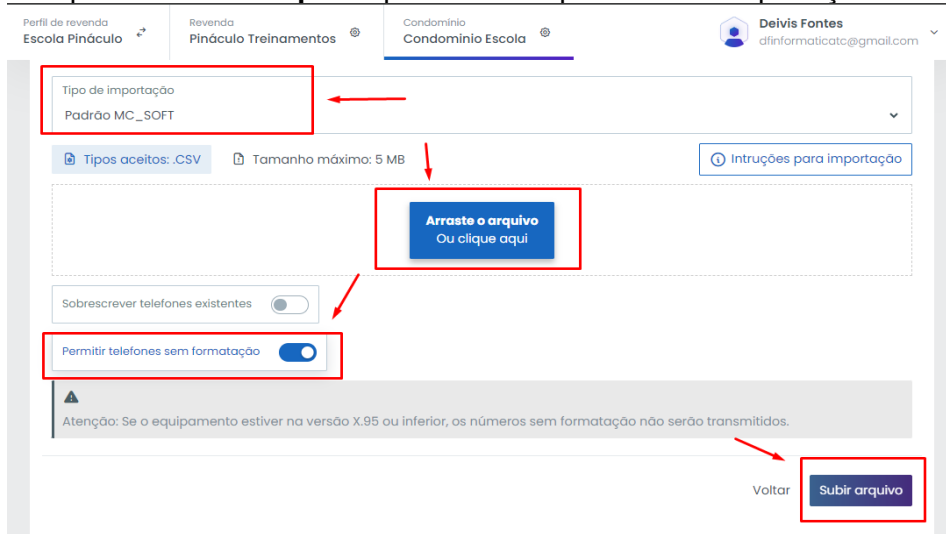 Perfil de revenda
Escola Pináculo
Revenda
Pináculo Treinamentos
Condomínio
Condominio Escola
Deivis Fontes
dfinformaticatc@gmail.com
Tipo de importação
Padrão MC_SOFT
Tipos aceitos: .CSV
Tamanho máximo: 5 MB
Intruções para importação
Arraste o arquivo
Ou clique aqui
Sobrescrever telefones existentes
Permitir telefones sem formatação
Atenção: Se o equipamento estiver na versão X.95 ou inferior, os números sem formatação não serão transmitidos.
Voltar
Subir arquivo